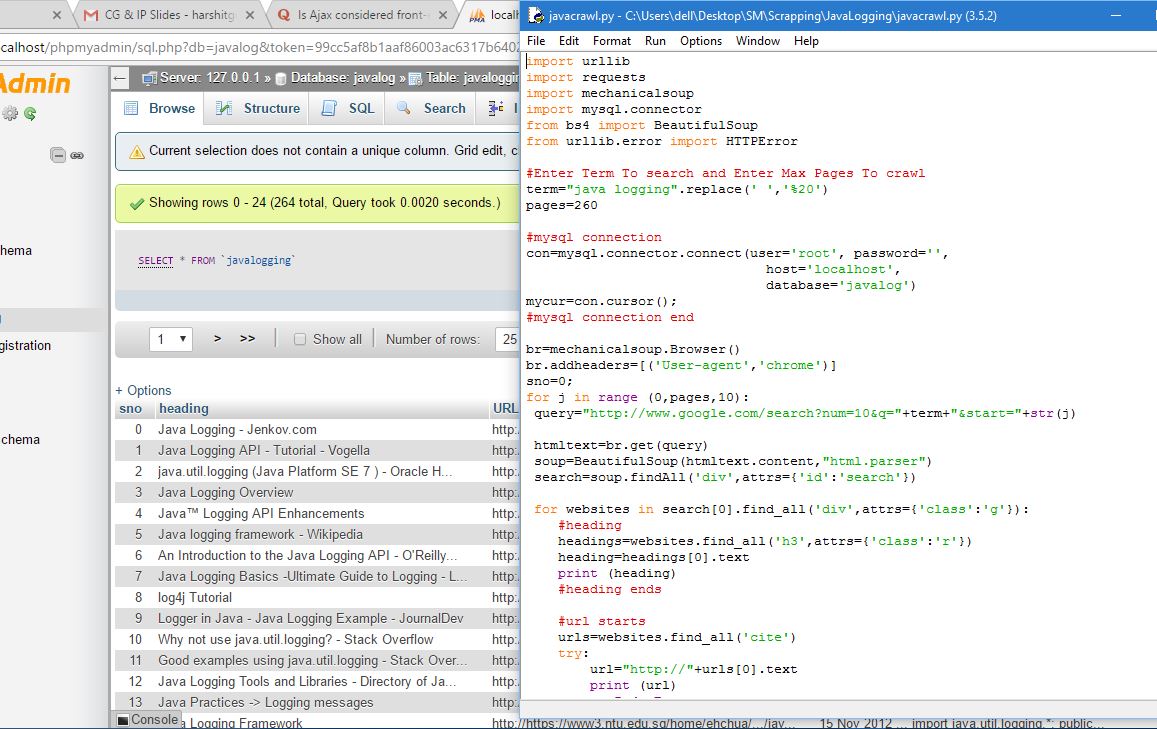 CG & IP Slides - harshitg
Is Ajax considered front-
localh
calhost/phpmyadmin/sql.php?db=javalog&token=99cc5af8b1aaf86003ac6317b6402
Admin
Server: 127.0.0.1 » Database: javalog » Table: javaloggin
Browse
Structure
SQL
Search
Current selection does not contain a unique column. Grid edit, c
Showing rows 0 - 24 (264 total, Query took 0.0020 seconds.)
hema
SELECT * FROM `javalogging`
gistration
1
>
>>
Show all
Number of rows:
25
+ Options
sno heading URL
chema
0 Java Logging - Jenkov.com http:
1 Java Logging API - Tutorial - Vogella http:
2 java.util.logging (Java Platform SE 7 ) - Oracle H... http:
3 Java Logging Overview http:
4 Java™ Logging API Enhancements http:
5 Java logging framework - Wikipedia http:
6 An Introduction to the Java Logging API - O'Reilly... http:
7 Java Logging Basics -Ultimate Guide to Logging - L... http:
8 log4j Tutorial http:
9 Logger in Java - Java Logging Example - JournalDev http:
10 Why not use java.util.logging? - Stack Overflow http:
11 Good examples using java.util.logging - Stack Over... http:
12 Java Logging Tools and Libraries - Directory of Ja... http:
13 Java Practices -> Logging messages http:
Console
a Logging Framework http://https://www3.ntu.edu.sg/home/ehchua/.../jav... 15 Nov 2012 ... import java.util.logging.*; public...
javacrawl.py - C:\Users\dell\Desktop\SM\Scrapping\JavaLogging\javacrawl.py (3.5.2)
File Edit Format Run Options Window Help
import urllib
import requests
import mechanicalsoup
import mysql.connector
from bs4 import BeautifulSoup
from urllib.error import HTTPError
#Enter Term To search and Enter Max Pages To crawl
term="java logging".replace(' ','%20')
pages=260
#mysql connection
con=mysql.connector.connect(user='root', password='',
host='localhost',
database='javalog')
mycur=con.cursor();
#mysql connection end
br=mechanicalsoup.Browser()
br.addheaders=[('User-agent','chrome')]
sno=0;
for j in range (0,pages,10):
query="http://www.google.com/search?num=10&q="+term+"&start="+str(j)
htmltext=br.get(query)
soup=BeautifulSoup(htmltext.content,"html.parser")
search=soup.findAll('div',attrs={'id':'search'})
for websites in search[0].find_all('div',attrs={'class':'g'}):
#heading
headings=websites.find_all('h3',attrs={'class':'r'})
heading=headings[0].text
print (heading)
#heading ends
#url starts
urls=websites.find_all('cite')
try:
url="http://"+urls[0].text
print (url)